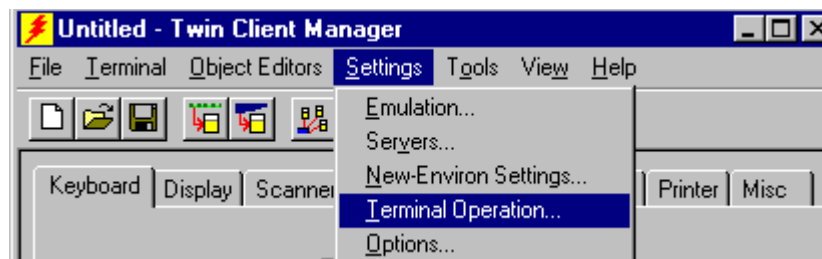 Untitled - Twin Client Manager
File Terminal Object Editors Settings Tools View Help
Emulation...
Servers...
New-Environ Settings...
Terminal Operation...
Options...
Keyboard Display Scanner Printer Misc